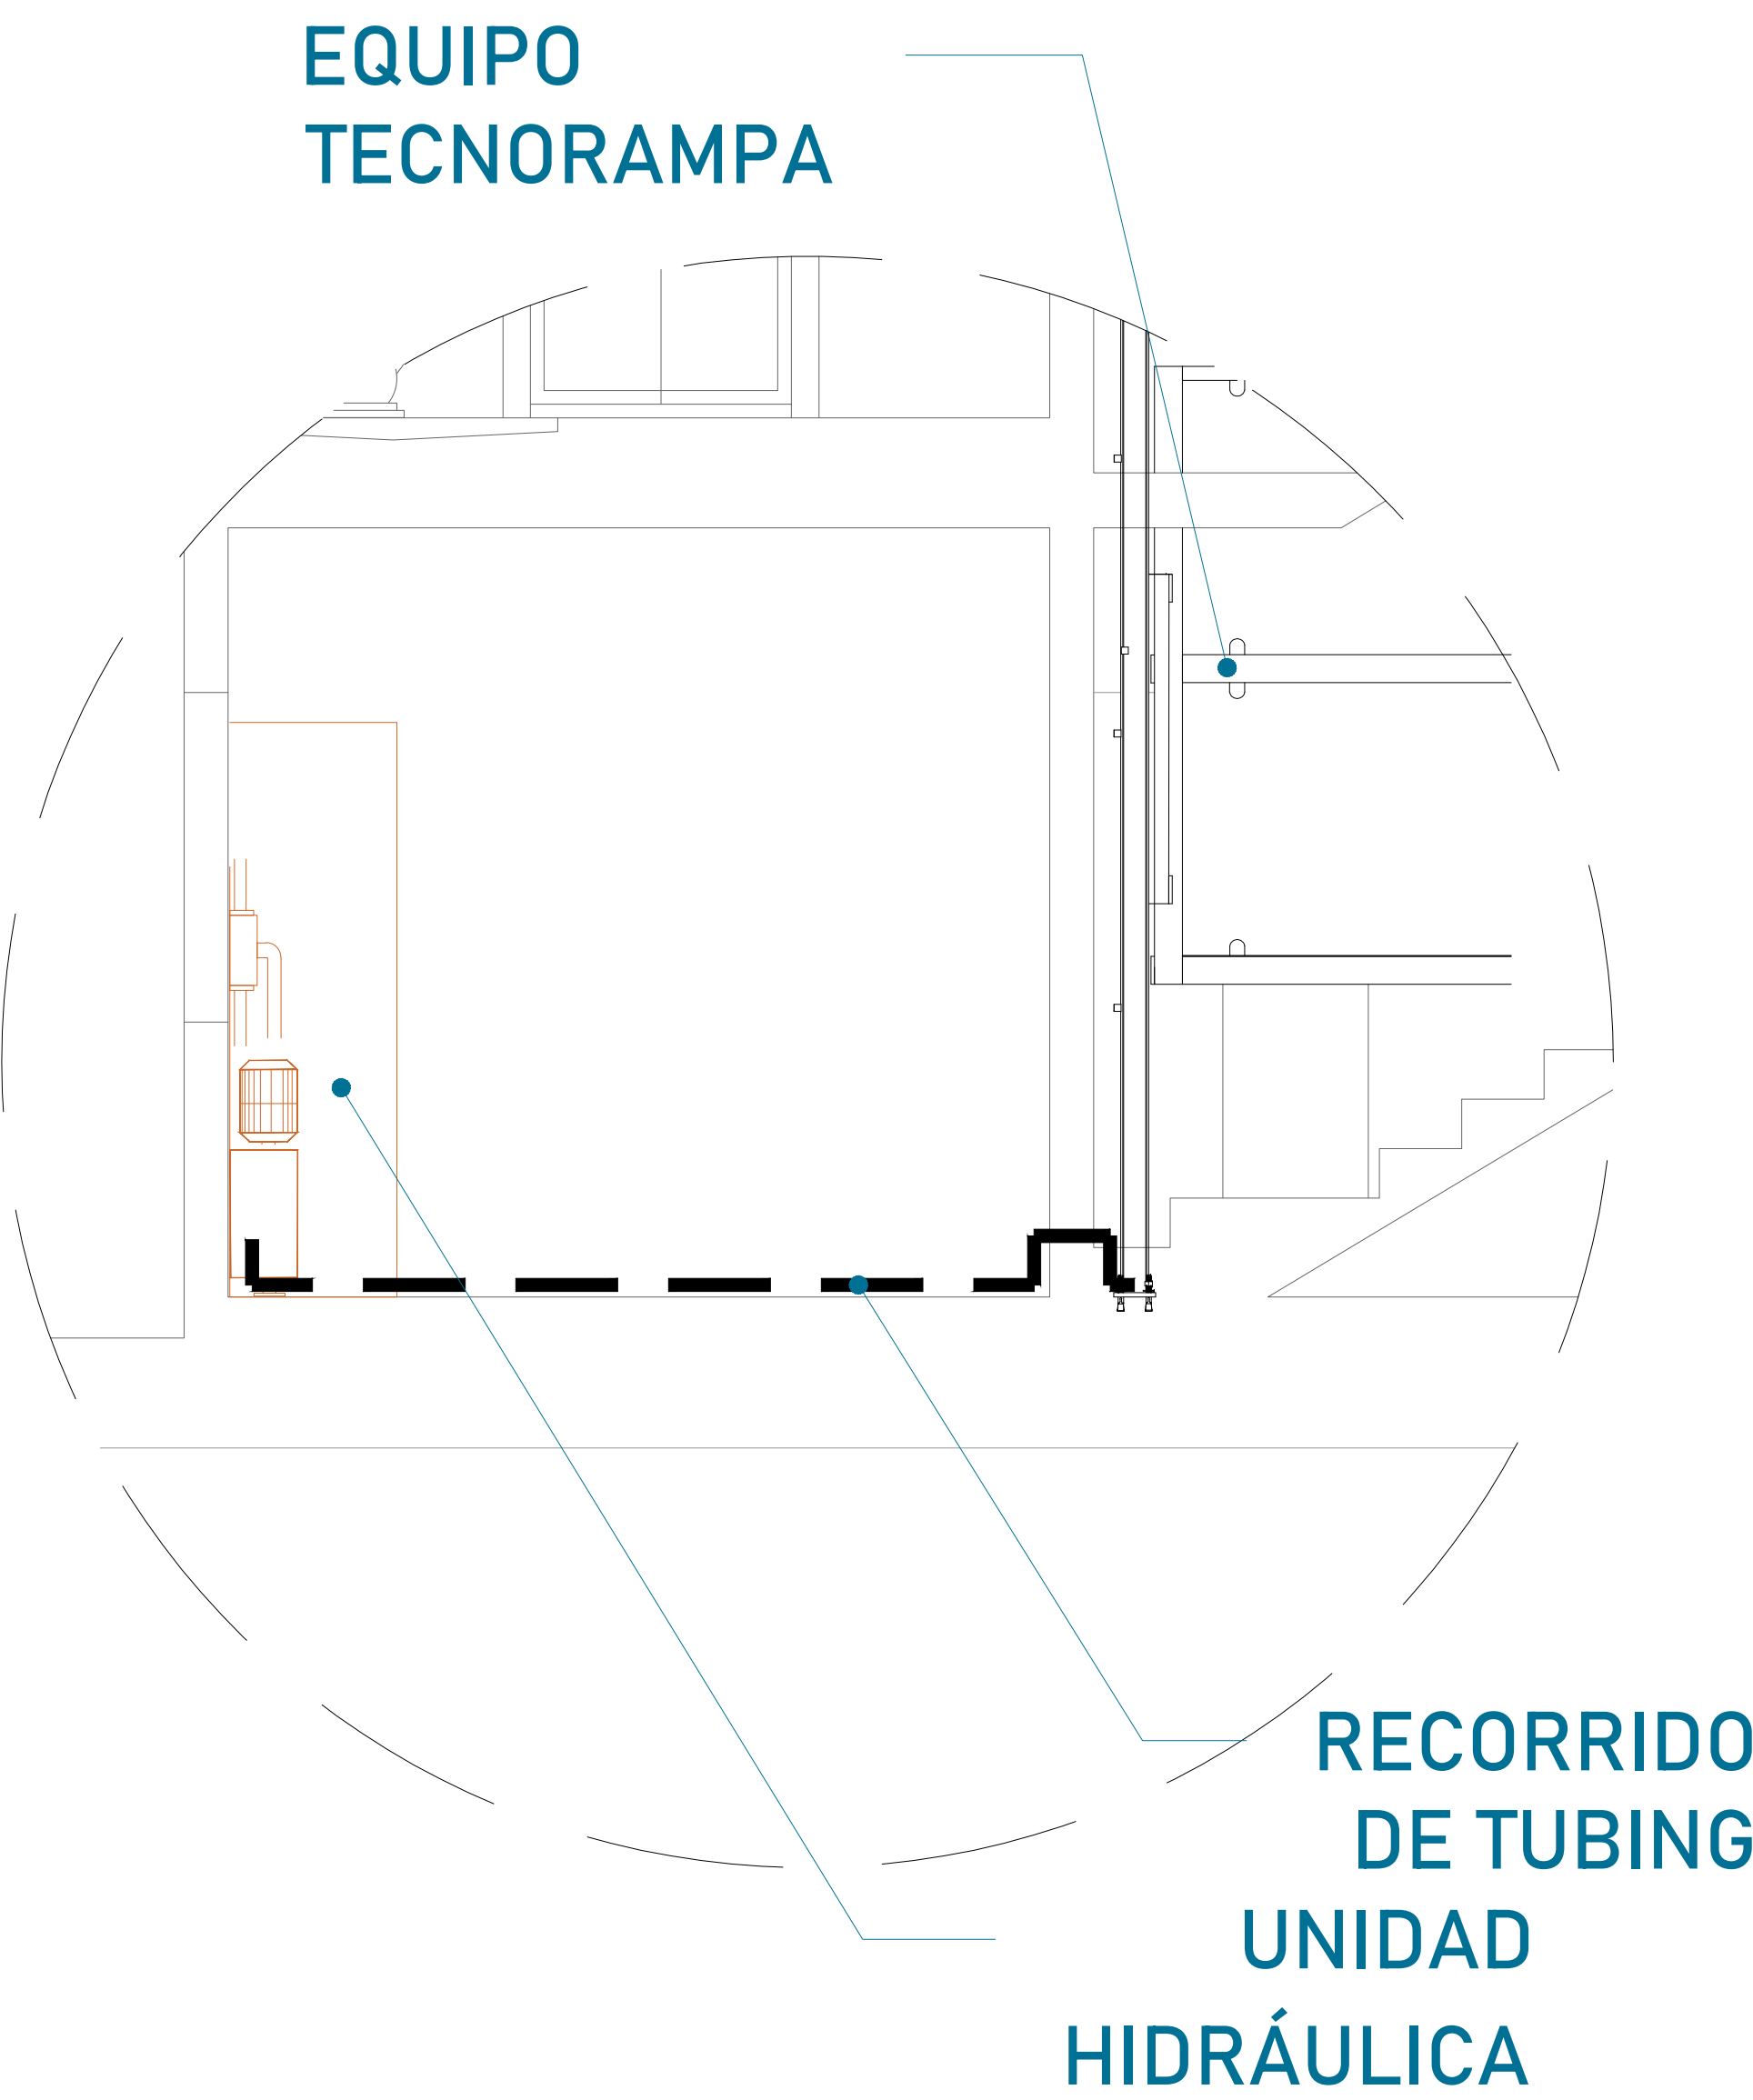 EQUIPO
TECNORAMPA
RECORRIDO
DE TUBING
UNIDAD
HIDRÁULICA